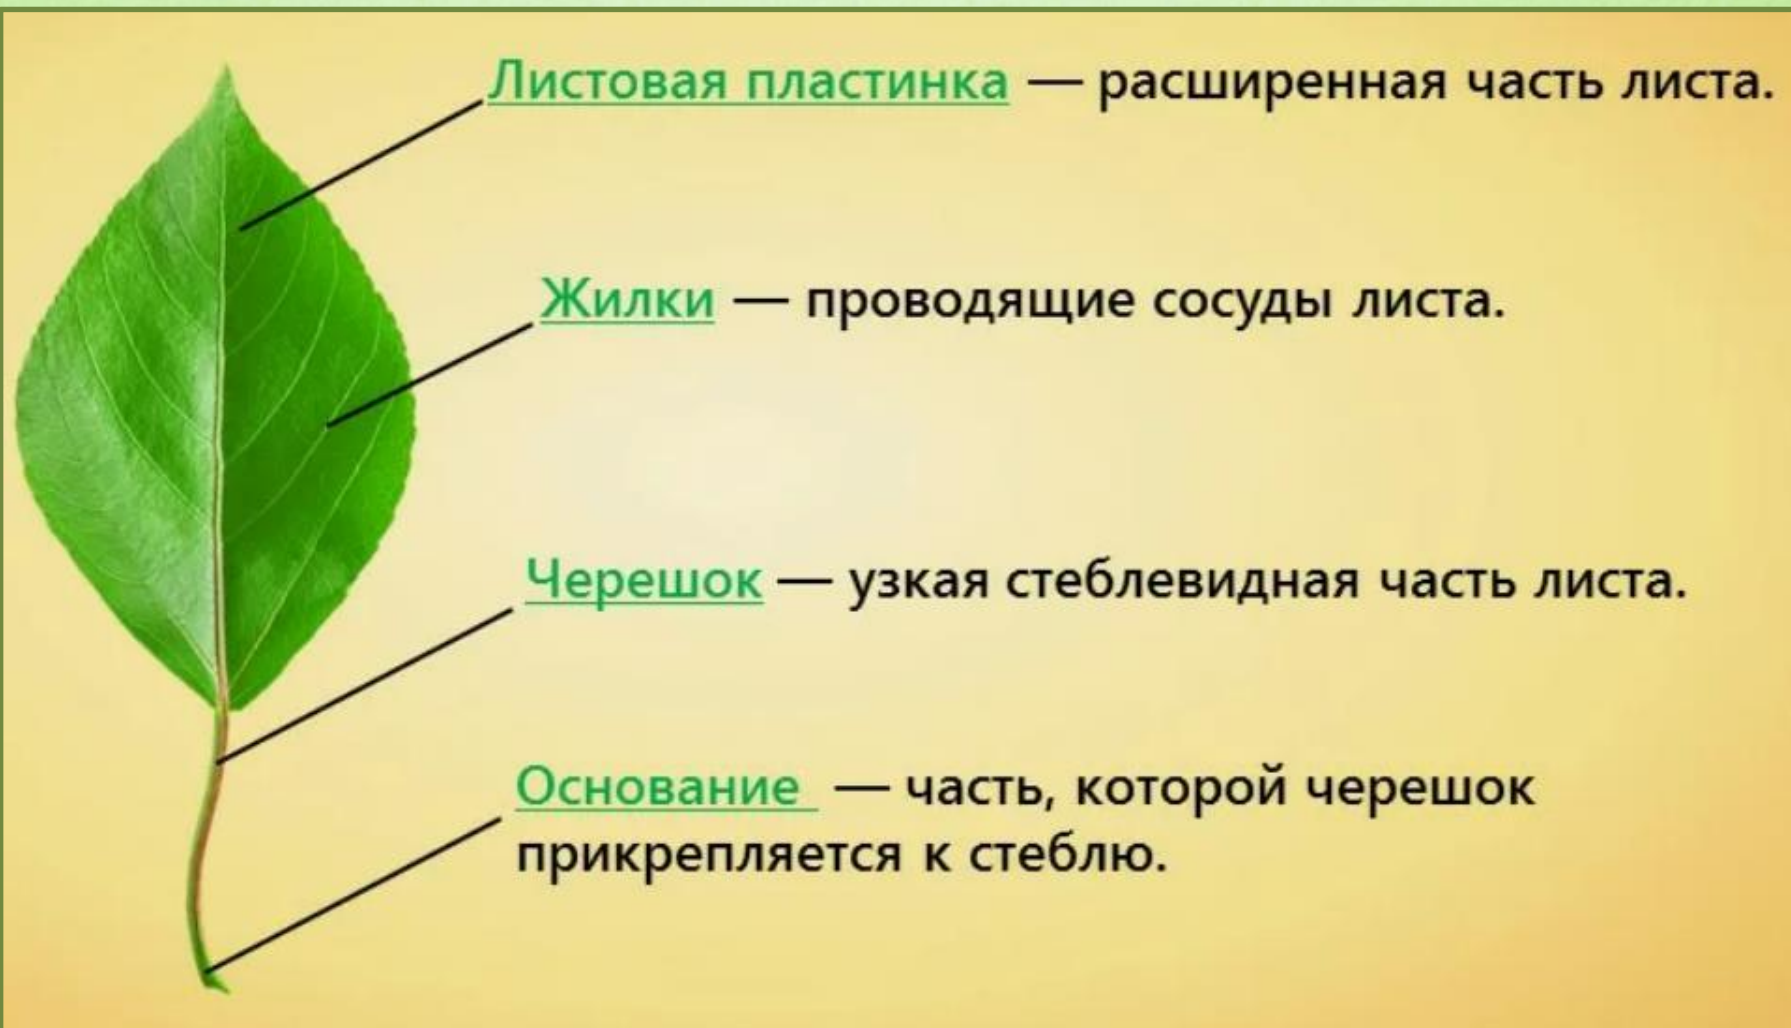 Листовая пластинка — расширенная часть листа.
Жилки — проводящие сосуды листа.
Черешок — узкая стеблевидная часть листа.
Основание — часть, которой черешок
прикрепляется к стеблю.